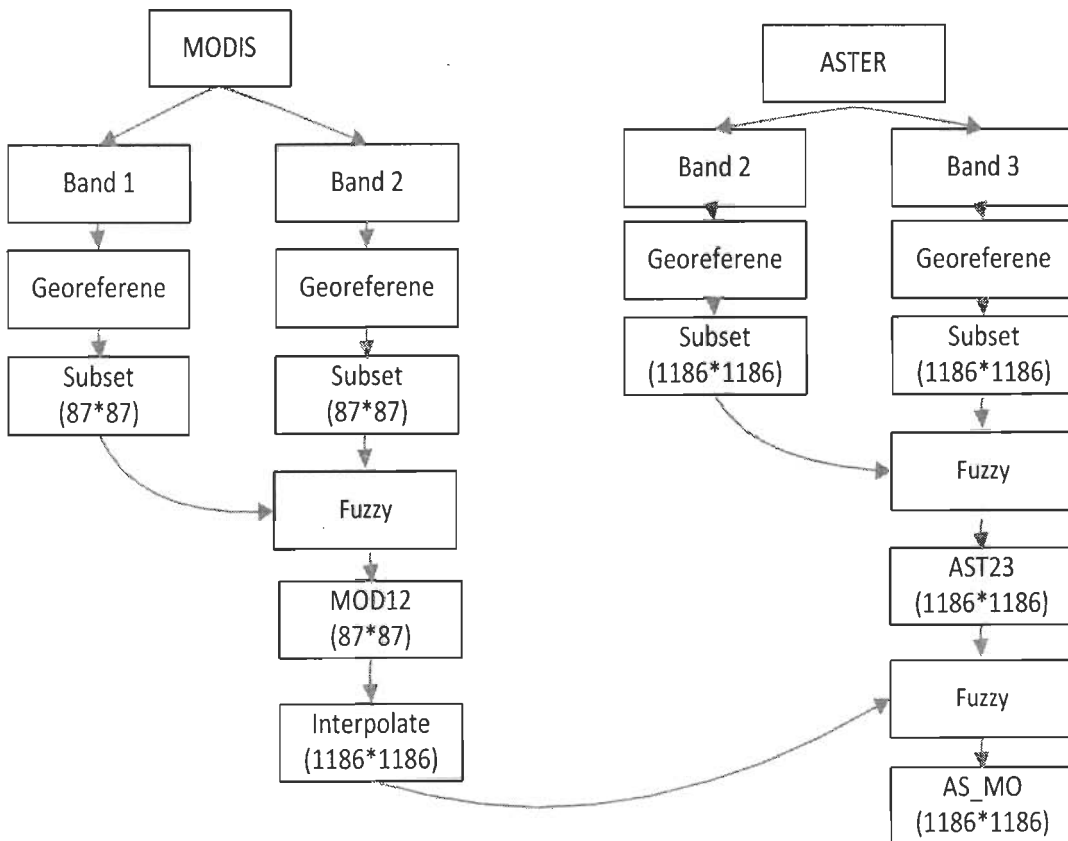 MODIS
ASTER
Band 1
Band 2
Band 2
Band 3
Georeferene
Georeferene
Georeferene
Georeferene
Subset
(87*87)
Subset
(87*87)
Subset
(1186*1186)
Subset
(1186*1186)
Fuzzy
Fuzzy
MOD12
(87*87)
AST23
(1186*1186)
Interpolate
(1186*1186)
Fuzzy
AS_MO
(1186*1186)